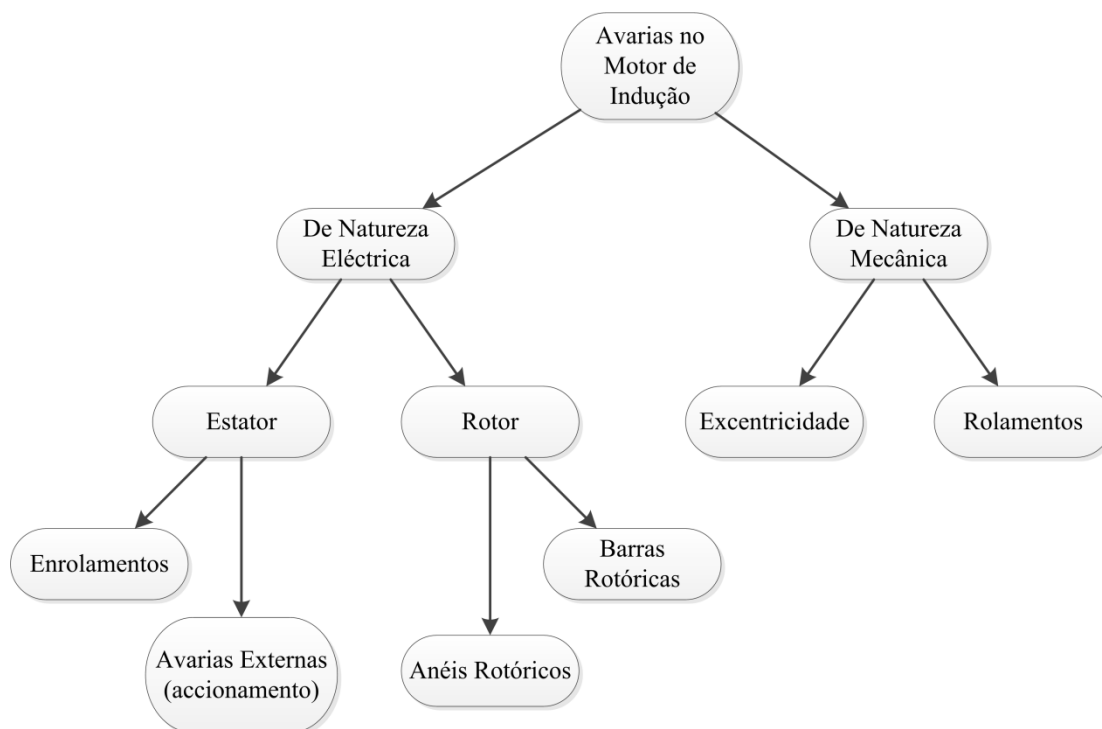 Avarias no
Motor de
Indução
De Natureza
Eléctrica
De Natureza
Mecânica
Estator
Rotor
Excentricidade
Rolamentos
Enrolamentos
Barras
Rotóricas
Avarias Externas
(accionamento)
Anéis Rotóricos